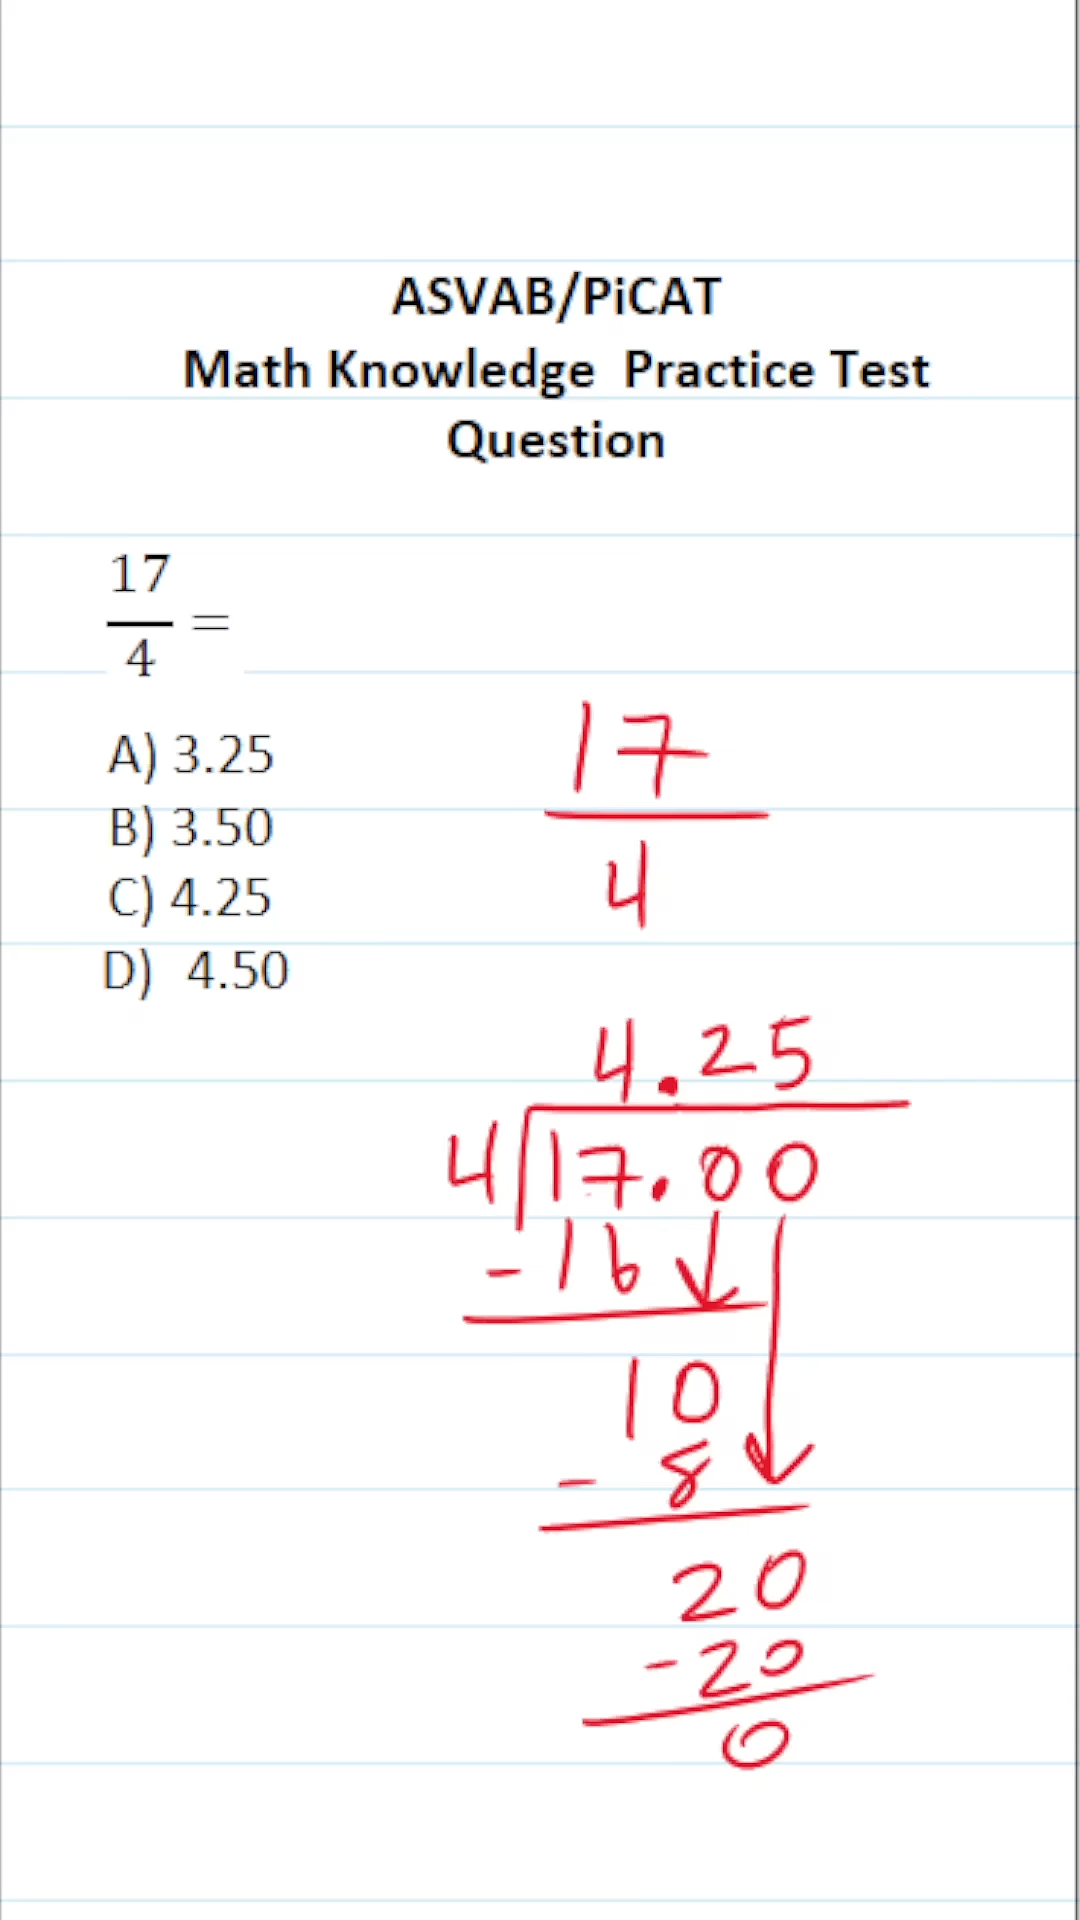 ASVAB/PiCAT
Math Knowledge Practice Test
Question
17
4 =
A) 3.25
B) 3.50
C) 4.25
D) 4.50
17
4
4.25
4 17.00
- 16
10
- 8
20
- 20
0